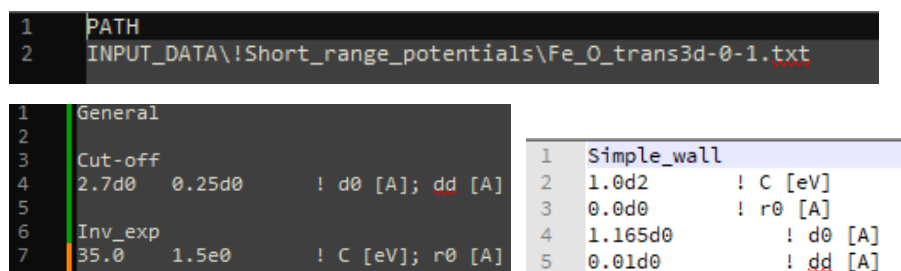 1 PATH
2 INPUT_DATA\!Short_range_potentials\Fe_O_trans3d-0-1.txt
1 General
2
3 Cut-off
4 2.7d0 0.25d0 ! d0 [A]; dd [A]
5
6 Inv_exp
7 35.0 1.5e0 ! C [eV]; r0 [A]
1 Simple_wall
2 1.0d2 ! C [eV]
3 0.0d0 ! r0 [A]
4 1.165d0 ! d0 [A]
5 0.01d0 ! dd [A]